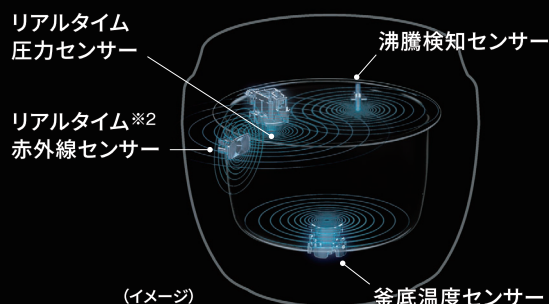 リアルタイム
圧力センサー
沸騰検知センサー
リアルタイム※2
赤外線センサー
釜底温度センサー
（イメージ）